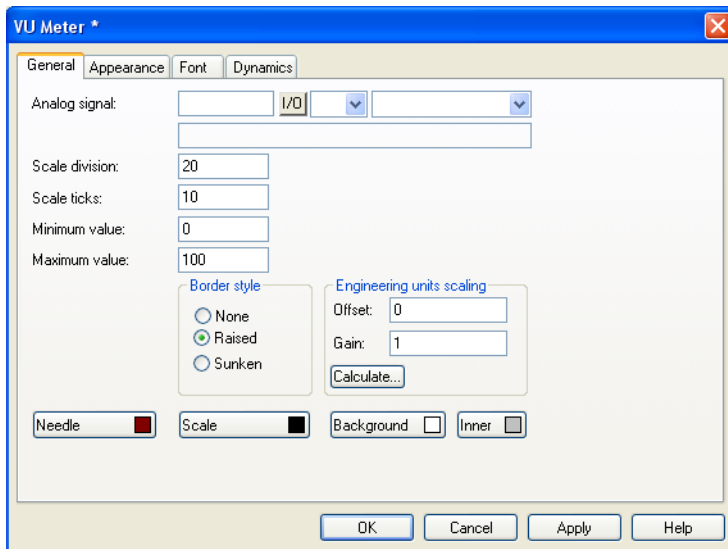 VU Meter *
General Appearance Font Dynamics
Analog signal: I/O
Scale division: 20
Scale ticks: 10
Minimum value: 0
Maximum value: 100
Border style Engineering units scaling
None Offset: 0
Raised
Gain: 1
Sunken
Calculate...
Needle Scale Background Inner
OK Cancel Apply Help